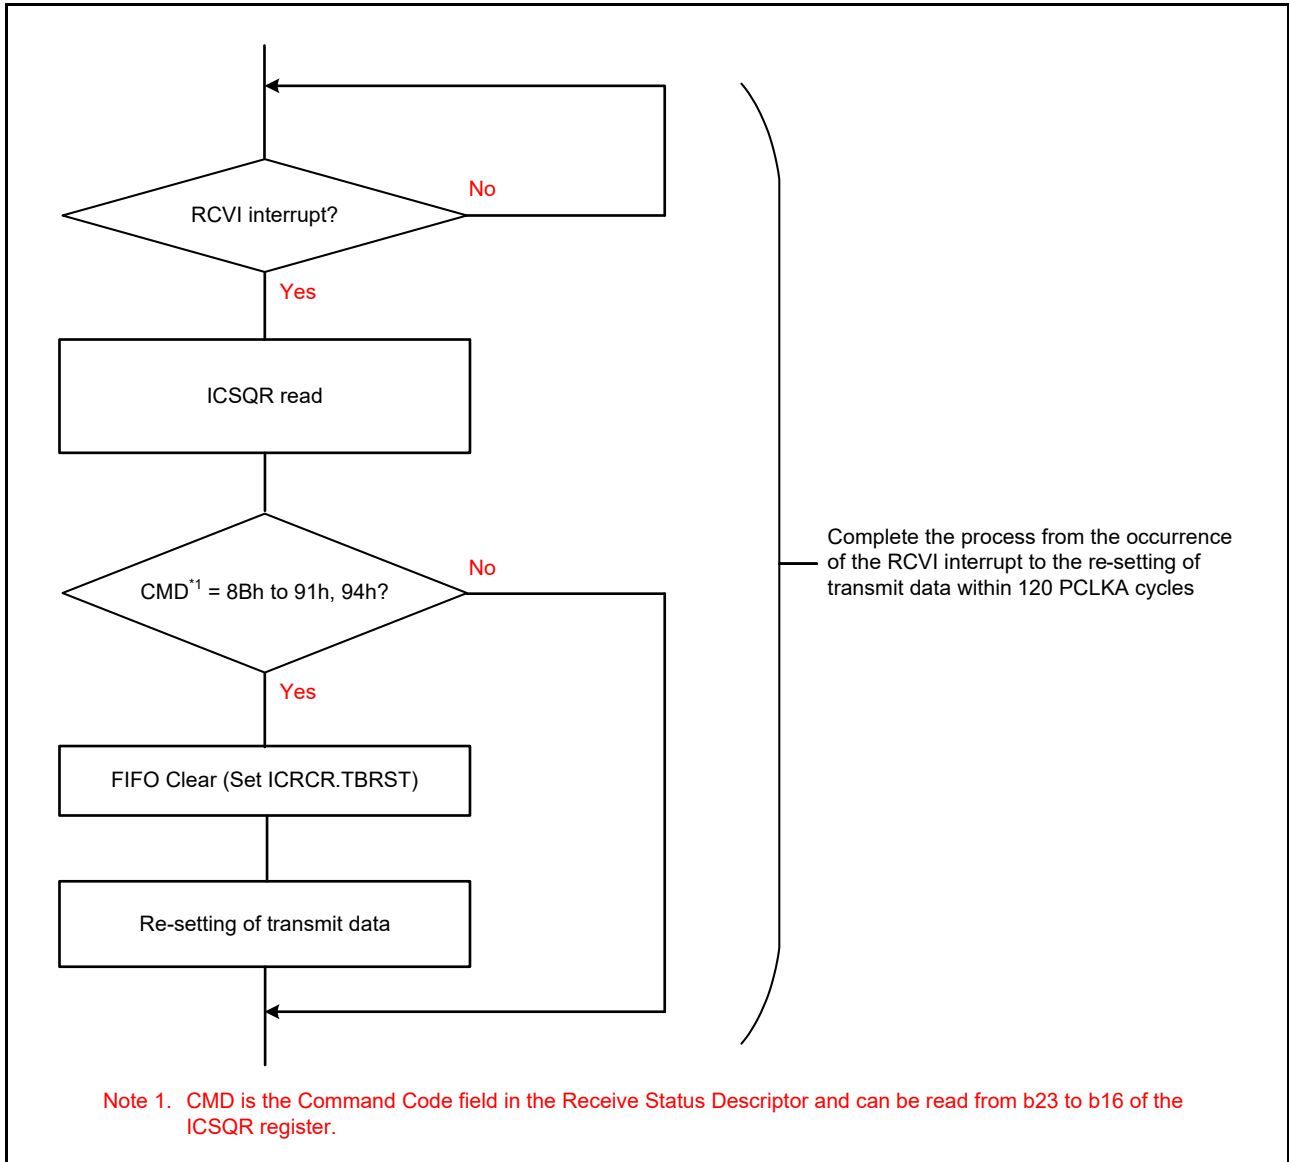 RCVI interrupt?
No
Yes
ICSQR read
CMD*1 = 8Bh to 91h, 94h?
No
Yes
FIFO Clear (Set ICRCR.TBRST)
Re-setting of transmit data
Complete the process from the occurrence
of the RCVI interrupt to the re-setting of
transmit data within 120 PCLKA cycles
Note 1. CMD is the Command Code field in the Receive Status Descriptor and can be read from b23 to b16 of the
ICSQR register.